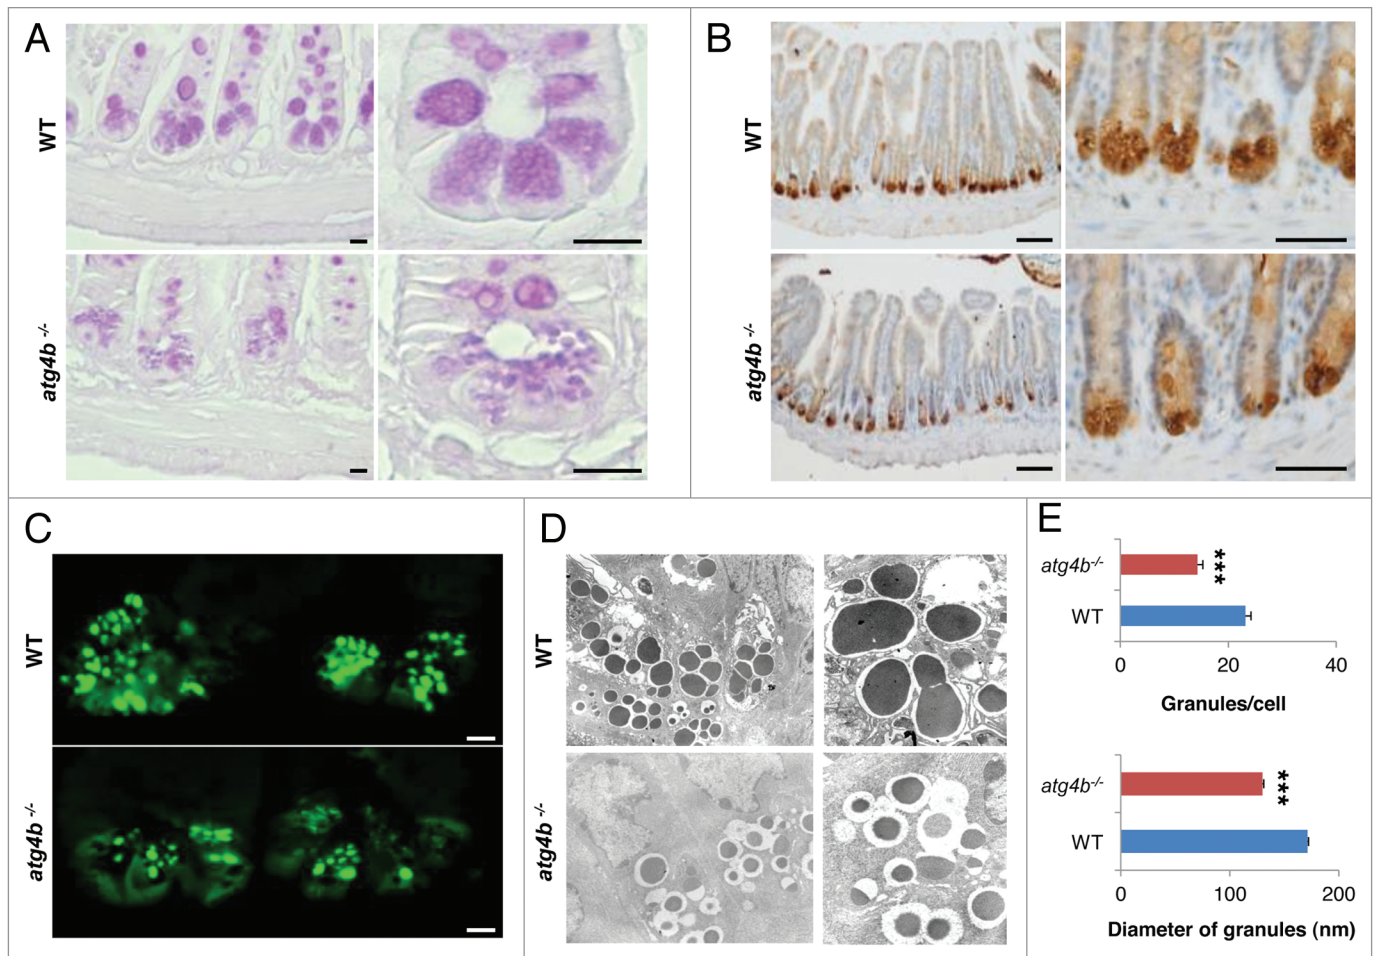 A
WT
atg4b -/-
B
WT
atg4b -/-
C
WT
atg4b -/-
D
WT
atg4b -/-
E
atg4b-/-
***
WT
0 20 40
Granules/cell
atg4b-/-
***
WT
0 100 200
Diameter of granules (nm)